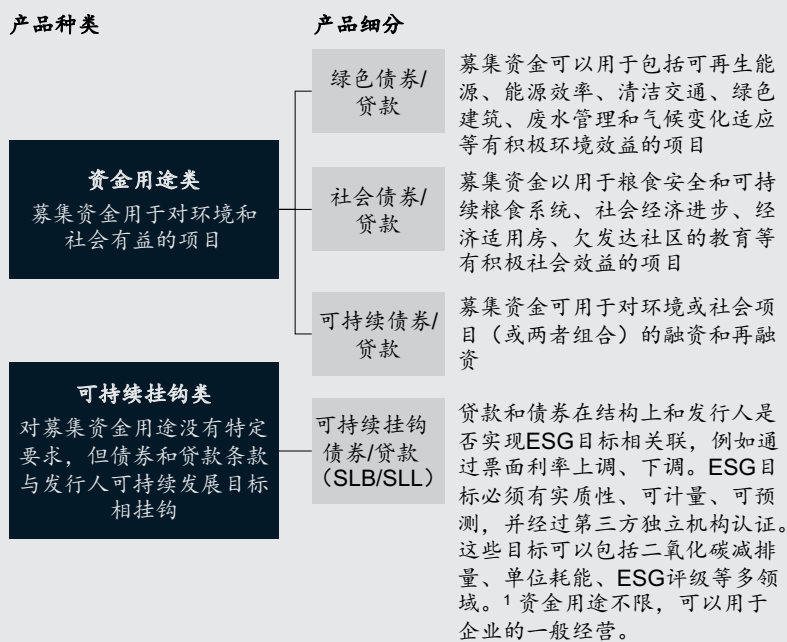 产品种类
产品细分
资金用途类
募集资金用于对环境和
社会有益的项目
绿色债券/
贷款
募集资金可以用于包括可再生能
源、能源效率、清洁交通、绿色
建筑、废水管理和气候变化适应
等有积极环境效益的项目
社会债券/
贷款
募集资金以用于粮食安全和可持
续粮食系统、社会经济进步、经
济适用房、欠发达社区的教育等
有积极社会效益的项目
可持续债券/
贷款
募集资金可用于对环境或社会项
目（或两者组合）的融资和再融
资
可持续挂钩类
对募集资金用途没有特定
要求，但债券和贷款条款
与发行人可持续发展目标
相挂钩
可持续挂钩
债券/贷款
（SLB/SLL）
贷款和债券在结构上和发行人是
否实现ESG目标相关联，例如通
过票面利率上调、下调。ESG目
标必须有实质性、可计量、可预
测，并经过第三方独立机构认证。
这些目标可以包括二氧化碳减排
量、单位耗能、ESG评级等多领
域。¹ 资金用途不限，可以用于
企业的一般经营。